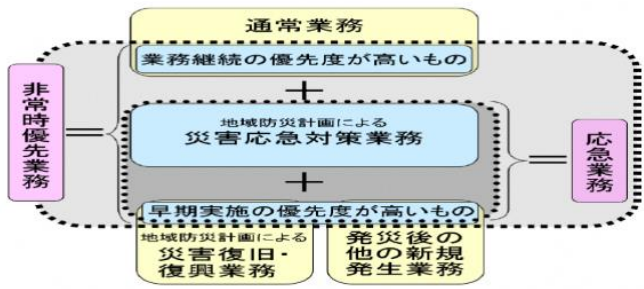 通常業務
業務継続の優先度が高いもの
+
非常時優先業務
=
地域防災計画による
災害応急対策業務
=
応急業務
+
早期実施の優先度が高いもの
地域防災計画による
災害復旧・
復興業務
発災後の
他の新規
発生業務